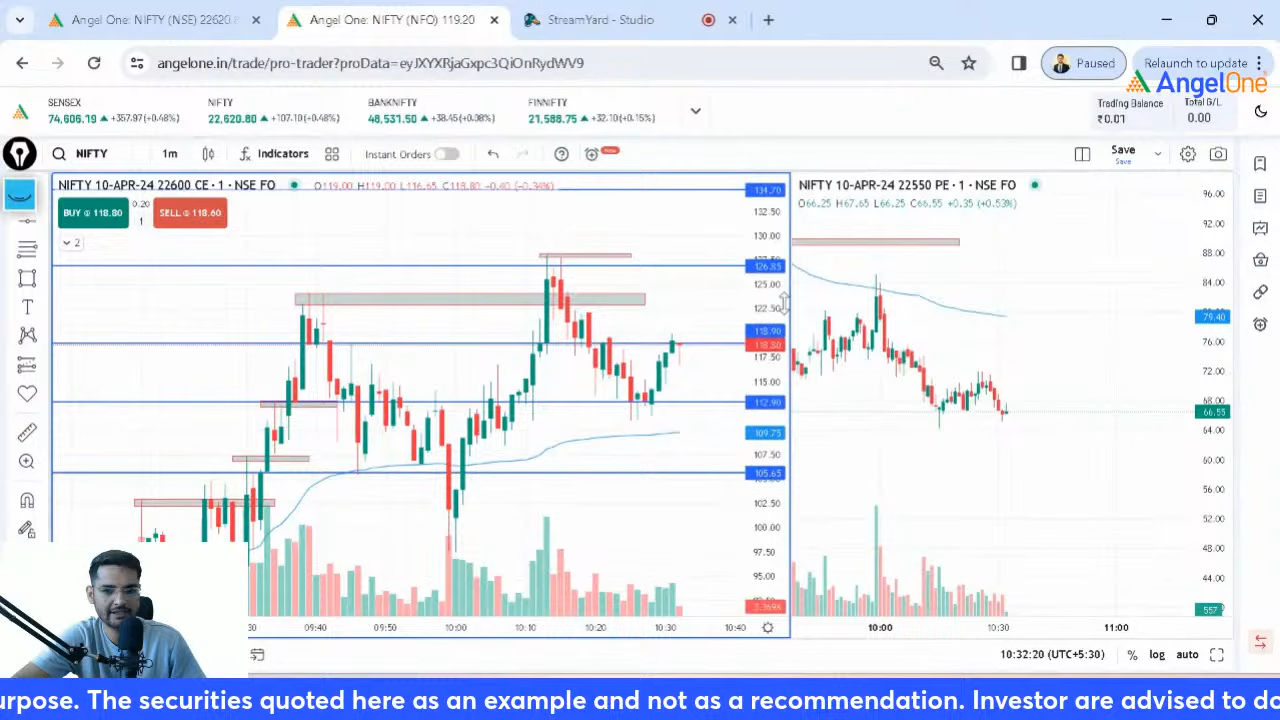 Angel One: NIFTY (NSE) 22620.8
Angel One: NIFTY (NFO) 119.20
StreamYard - Studio
angelone.in/trade/pro-trader?proData=eyJXYXRjaGxpc3QiOnRydWV9
Paused
Relaunch to update
AngelOne
SENSEX
74,606.19 +357.97(+0.48%)
NIFTY
22,620.80 +107.10(+0.48%)
BANKNIFTY
48,531.50 +38.45(+0.08%)
FINNIFTY
21,588.75 +32.10(+0.15%)
Trading Balance
₹0.01
Total G/L
0.00
NIFTY
1m
Indicators
Instant Orders
New
Save
Save
NIFTY 10-APR-24 22600 CE · 1 · NSE FO
O119.00 H119.00 L116.65 C118.80 -0.40 (-0.34%)
BUY @ 118.80
0.20
1
SELL @ 118.60
2
134.70
132.50
130.00
126.85
125.00
122.50
118.90
118.80
117.50
115.00
112.90
109.75
107.50
105.65
102.50
100.00
97.50
95.00
3.369K
09:40
09:50
10:00
10:10
10:20
10:30
10:40
NIFTY 10-APR-24 22550 PE · 1 · NSE FO
O66.25 H67.65 L66.25 C66.55 +0.35 (+0.53%)
96.00
92.00
88.00
84.00
79.40
76.00
72.00
68.00
66.55
64.00
60.00
56.00
52.00
48.00
44.00
557
10:00
10:30
11:00
10:32:20 (UTC+5:30)
%
log
auto
urpose. The securities quoted here as an example and not as a recommendation. Investor are advised to do